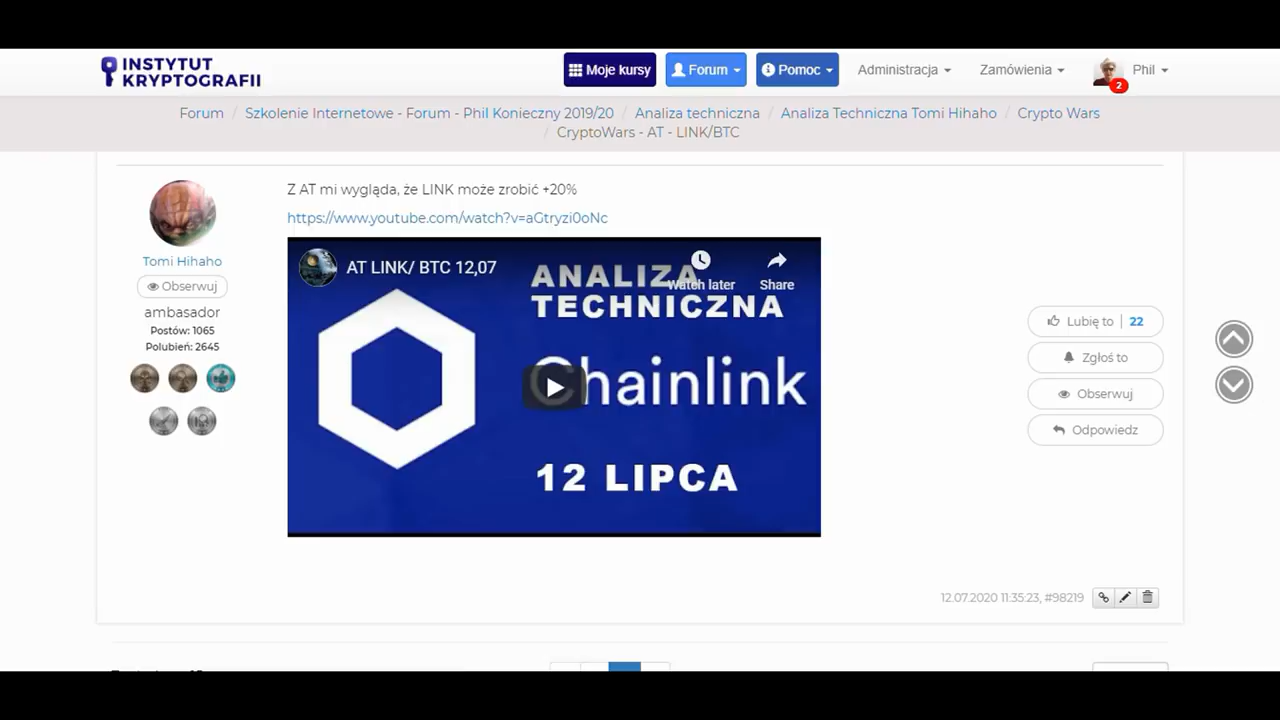 INSTYTUT
KRYPTOGRAFII
Moje kursy
Forum
Pomoc
Administracja
Zamówienia
Phil
2
Forum / Szkolenie Internetowe - Forum - Phil Konieczny 2019/20 / Analiza techniczna / Analiza Techniczna Tomi Hihaho / Crypto Wars
/ CryptoWars - AT - LINK/BTC
Tomi Hihaho
Obserwuj
ambasador
Postów: 1065
Polubień: 2645
Z AT mi wygląda, że LINK może zrobić +20%
https://www.youtube.com/watch?v=aGtryzi0oNc
AT LINK/ BTC 12,07
Watch later
Share
ANALIZA
TECHNICZNA
Chainlink
12 LIPCA
Lubię to | 22
Zgłoś to
Obserwuj
Odpowiedz
12.07.2020 11:35:23, #98219